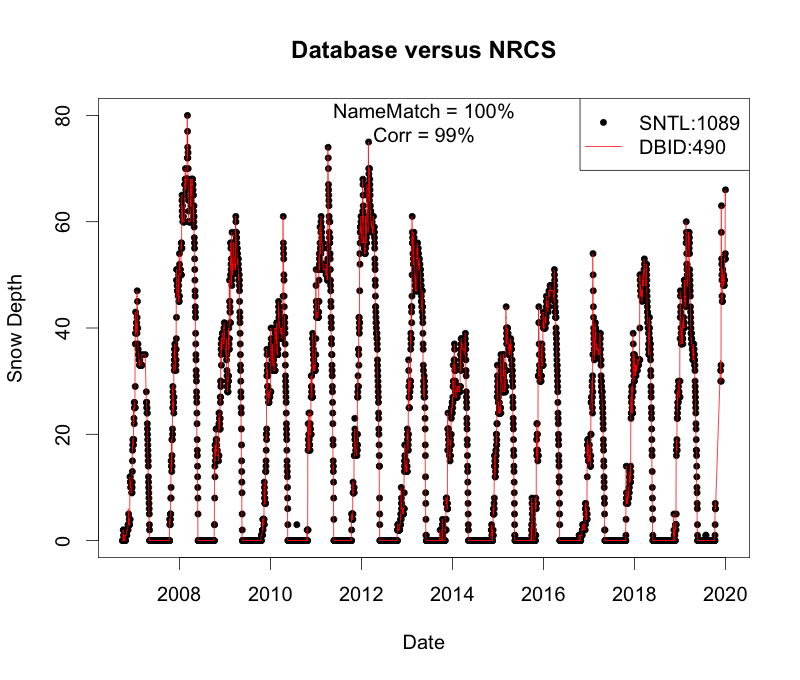 Database versus NRCS
NameMatch = 100%
Corr = 99%
SNTL:1089
DBID:490
Snow Depth
80
60
40
20
0
2008 2010 2012 2014 2016 2018 2020
Date